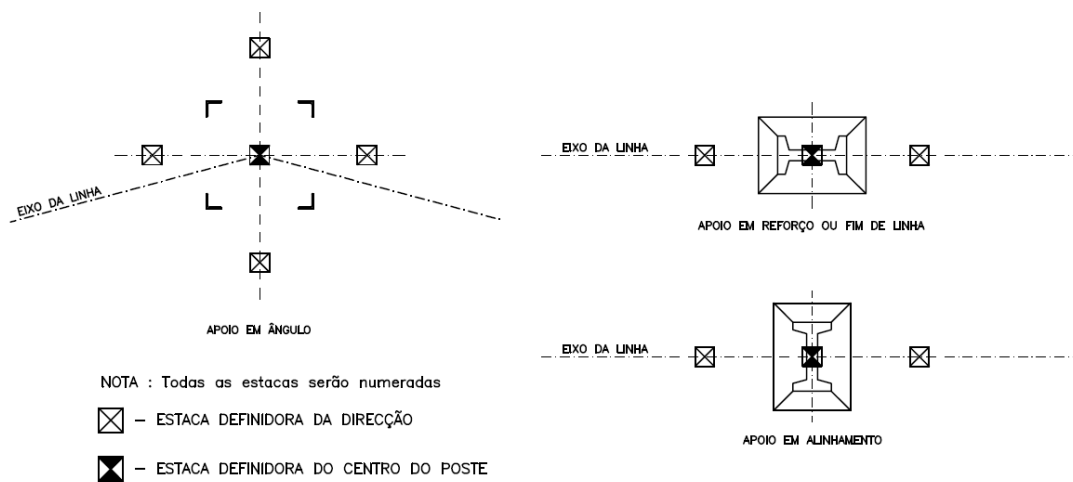 EIXO DA LINHA
APOIO EM ÂNGULO
NOTA : Todas as estacas serão numeradas
– ESTACA DEFINIDORA DA DIRECÇÃO
– ESTACA DEFINIDORA DO CENTRO DO POSTE
EIXO DA LINHA
APOIO EM REFORÇO OU FIM DE LINHA
EIXO DA LINHA
APOIO EM ALINHAMENTO